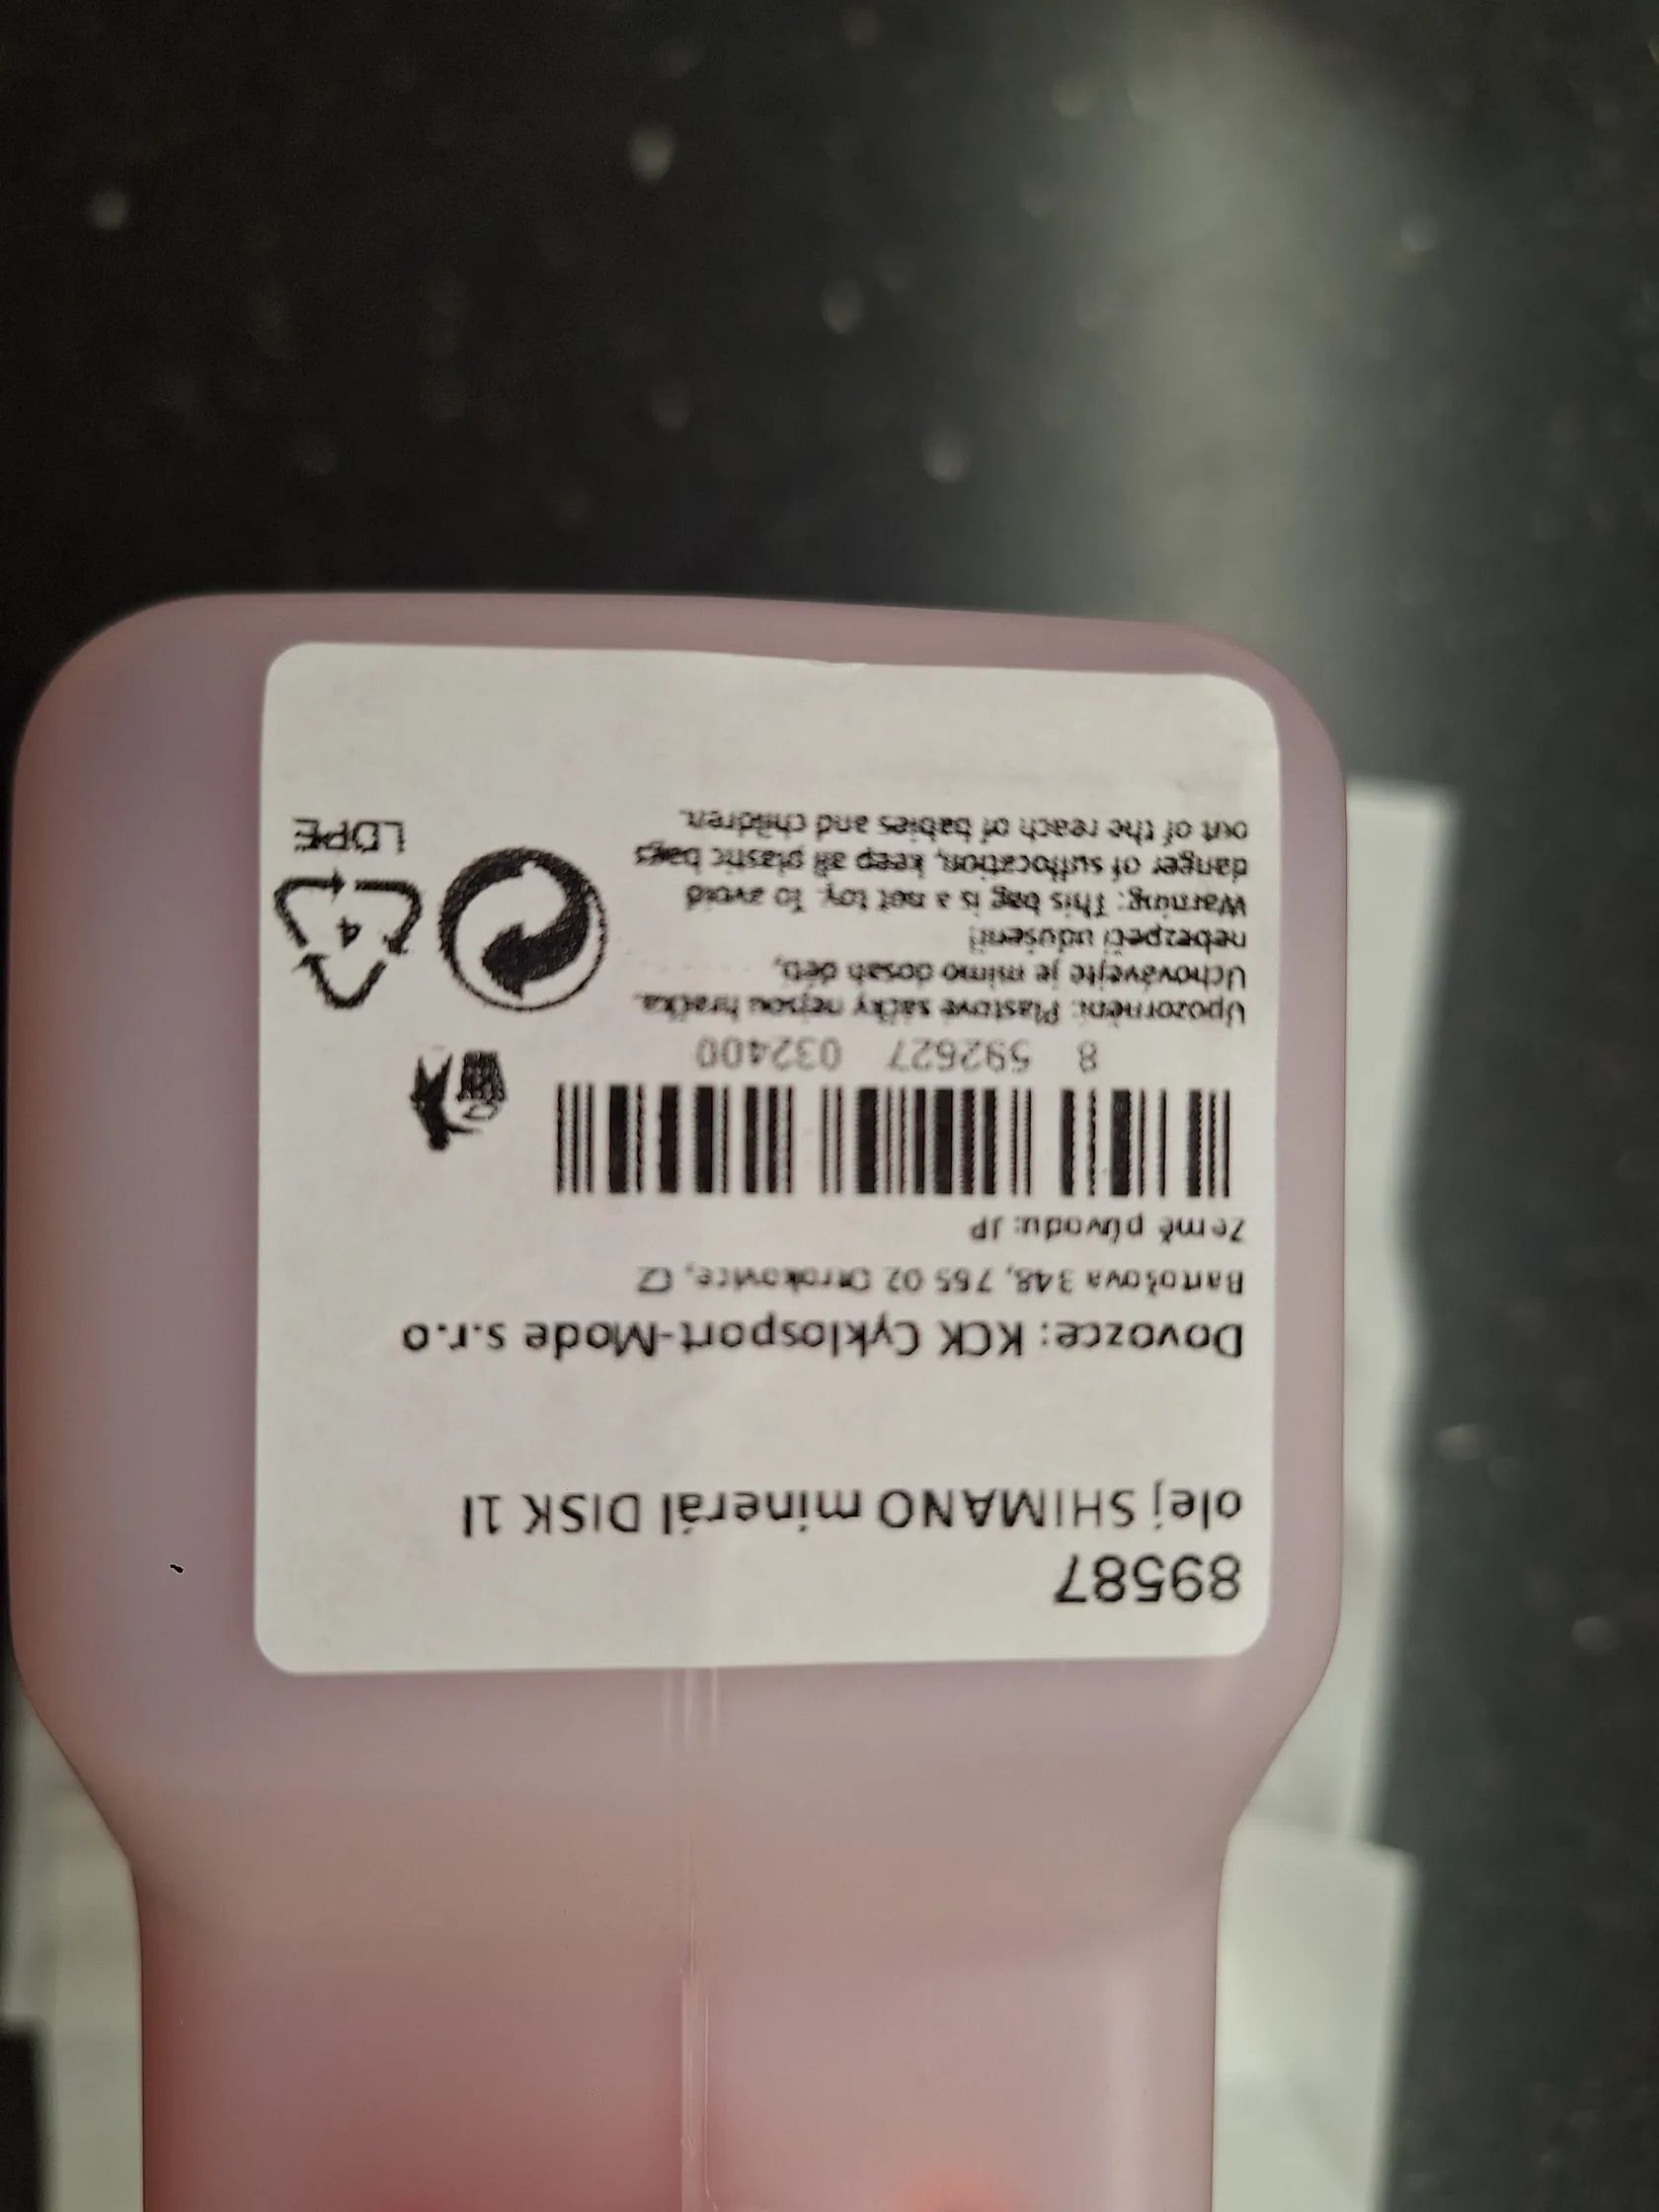 89587
olej SHIMANO minerál DISK 1l
Dovozce: KCK Cyklosport-Mode s.r.o
Bartošova 348, 765 02 Otrokovice, CZ
Země původu: JP
8 592627 032400
Upozornění: Plastové sáčky nejsou hračka.
Uchovávejte je mimo dosah dětí,
nebezpečí udušení!
Warning: This bag is a not toy. To avoid
danger of suffocation, keep all plastic bags
out of the reach of babies and children.
4
LDPE